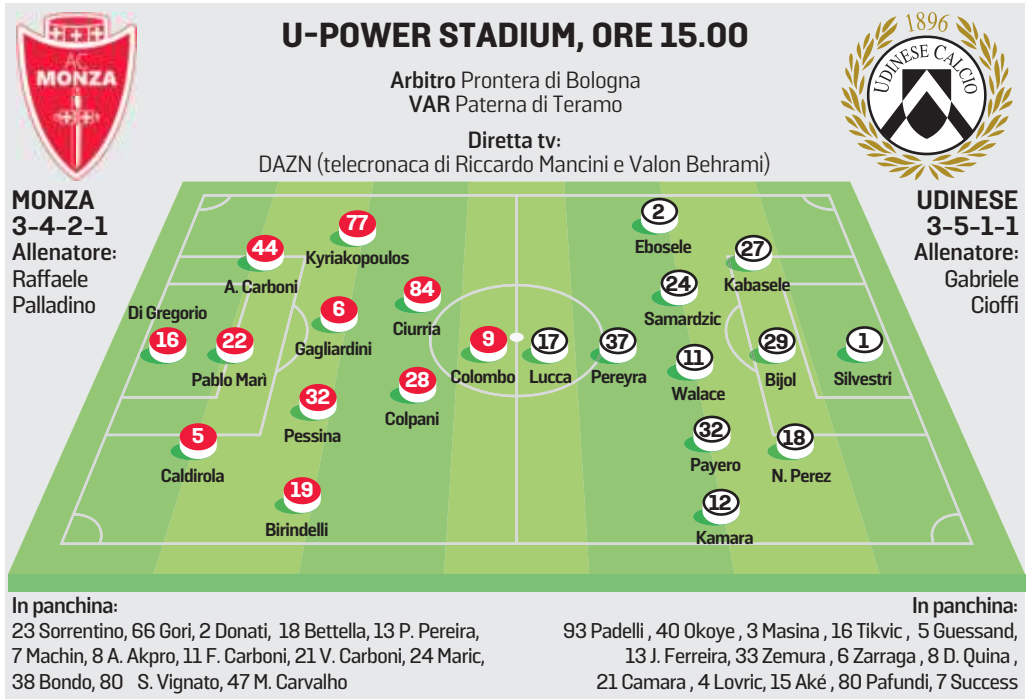 U-POWER STADIUM, ORE 15.00
Arbitro Prontera di Bologna
VAR Paterna di Teramo
Diretta tv:
DAZN (telecronaca di Riccardo Mancini e Valon Behrami)
A.C.
MONZA
1896
UDINESE CALCIO
MONZA
3-4-2-1
Allenatore:
Raffaele
Palladino
UDINESE
3-5-1-1
Allenatore:
Gabriele
Cioffi
Di Gregorio
16
44
A. Carboni
22
Pablo Marì
5
Caldirola
77
Kyriakopoulos
6
Gagliardini
32
Pessina
19
Birindelli
84
Ciurria
28
Colpani
9
Colombo
17
Lucca
37
Pereyra
2
Ebosele
24
Samardzic
11
Walace
32
Payero
12
Kamara
27
Kabasele
29
Bijol
18
N. Perez
1
Silvestri
In panchina:
23 Sorrentino, 66 Gori, 2 Donati, 18 Bettella, 13 P. Pereira,
7 Machin, 8 A. Akpro, 11 F. Carboni, 21 V. Carboni, 24 Maric,
38 Bondo, 80 S. Vignato, 47 M. Carvalho
In panchina:
93 Padelli , 40 Okoye , 3 Masina , 16 Tikvic , 5 Guessand,
13 J. Ferreira, 33 Zemura , 6 Zarraga , 8 D. Quina ,
21 Camara , 4 Lovric, 15 Aké , 80 Pafundi, 7 Success